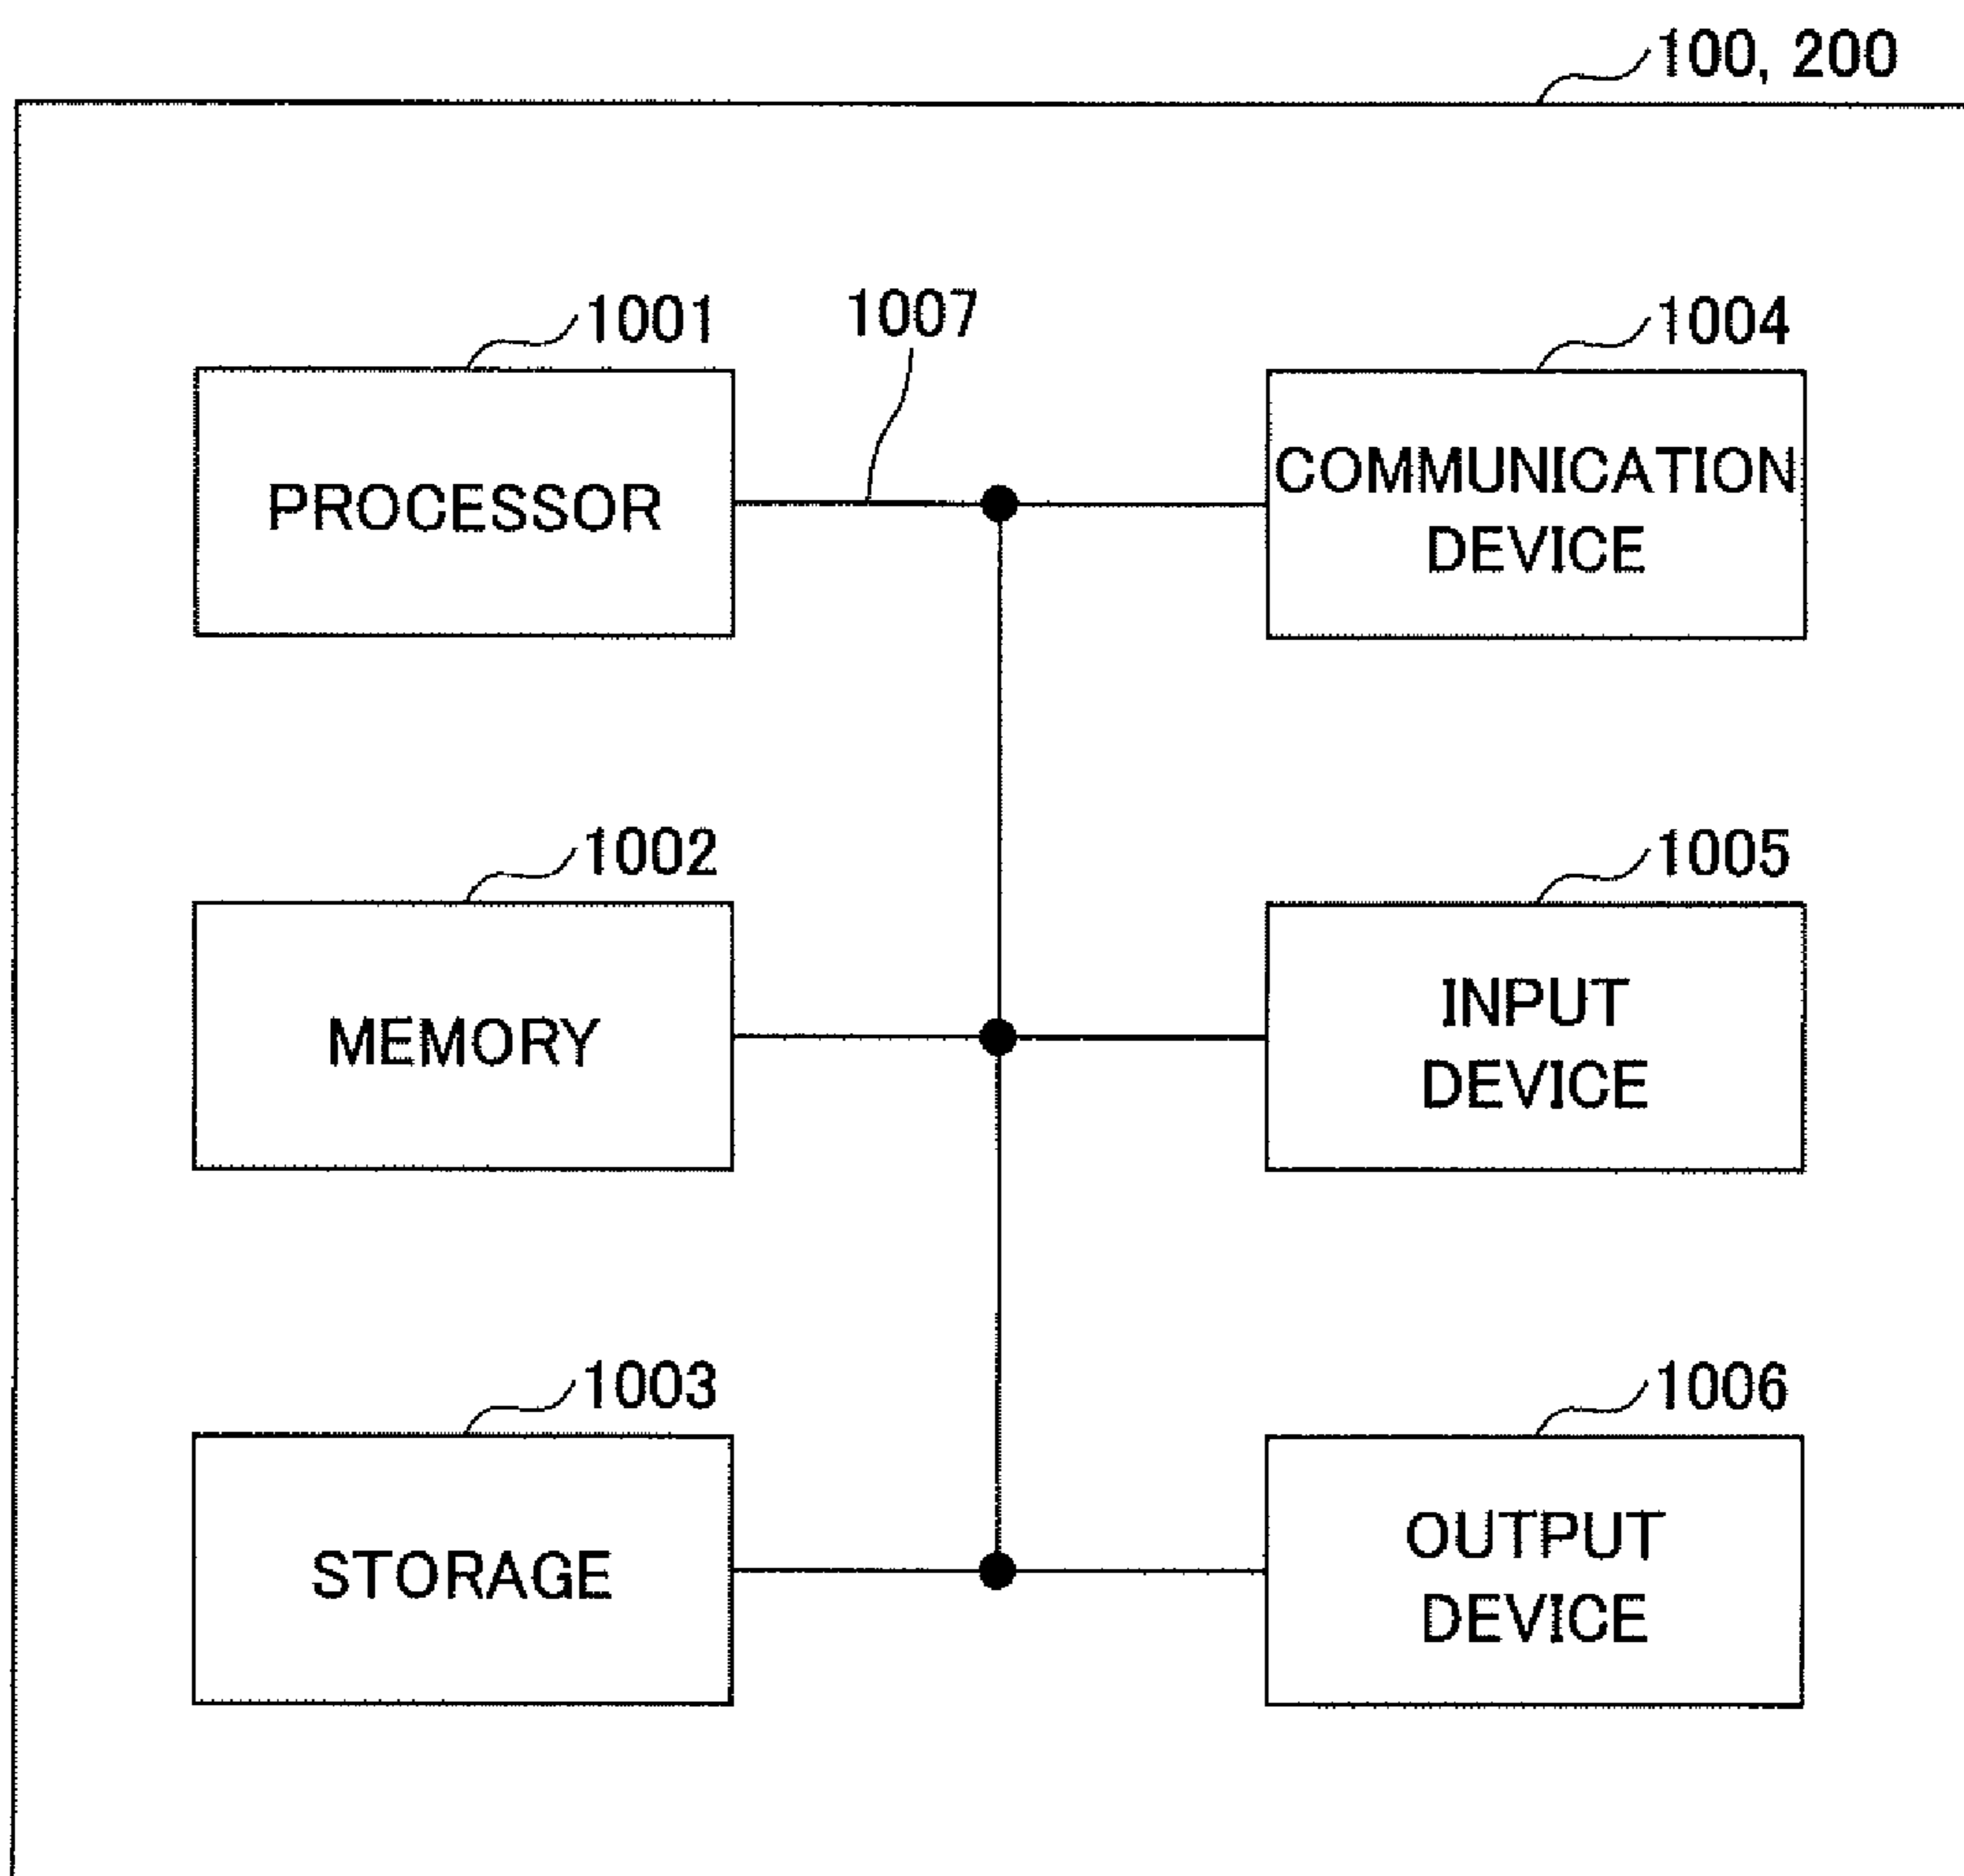 100, 200
1001
1007
1004
PROCESSOR
COMMUNICATION
DEVICE
1002
1005
MEMORY
INPUT
DEVICE
1003
1006
STORAGE
OUTPUT
DEVICE